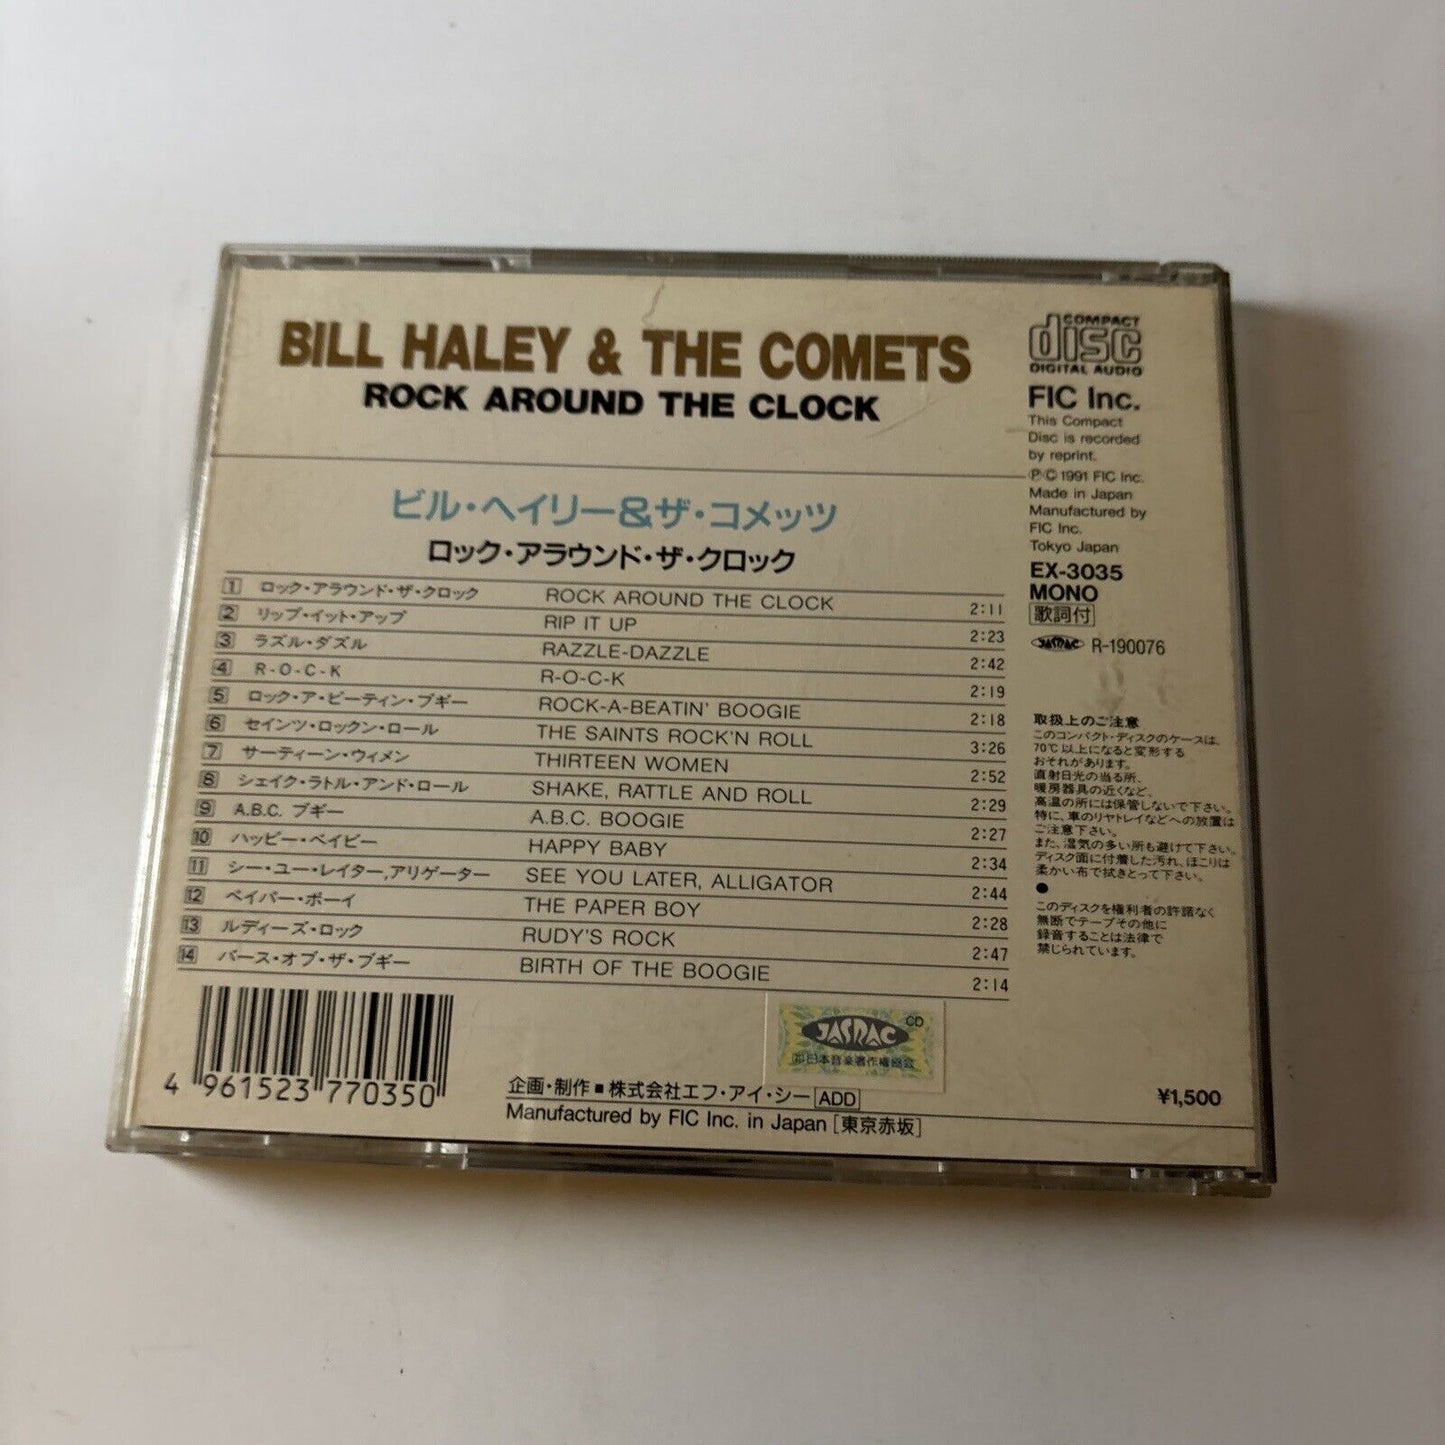 BILL HALEY & THE COMETS
ROCK AROUND THE CLOCK
ビル・ヘイリー&ザ・コメッツ
ロック・アラウンド・ザ・クロック
1 ロック・アラウンド・ザ・クロック ROCK AROUND THE CLOCK 2:11
2 リップ・イット・アップ RIP IT UP 2:23
3 ラズル・ダズル RAZZLE-DAZZLE 2:42
4 R-O-C-K R-O-C-K 2:19
5 ロック・ア・ビーティン・ブギー ROCK-A-BEATIN' BOOGIE 2:18
6 セインツ・ロックン・ロール THE SAINTS ROCK'N ROLL 3:26
7 サーティーン・ウィメン THIRTEEN WOMEN 2:52
8 シェイク・ラトル・アンド・ロール SHAKE, RATTLE AND ROLL 2:29
9 A.B.C. ブギー A.B.C. BOOGIE 2:27
10 ハッピー・ベイビー HAPPY BABY 2:34
11 シー・ユー・レイター,アリゲーター SEE YOU LATER, ALLIGATOR 2:44
12 ペイパー・ボーイ THE PAPER BOY 2:28
13 ルディーズ・ロック RUDY'S ROCK 2:47
14 バース・オブ・ザ・ブギー BIRTH OF THE BOOGIE 2:14
4 961523 770350
企画・制作■株式会社エフ・アイ・シー ADD
Manufactured by FIC Inc. in Japan [東京赤坂]
JASRAC CD
日本音楽著作権協会
¥1,500
COMPACT
disc
DIGITAL AUDIO
FIC Inc.
This Compact
Disc is recorded
by reprint.
ⓅⒸ1991 FIC Inc.
Made in Japan
Manufactured by
FIC Inc.
Tokyo Japan
EX-3035
MONO
歌詞付
JASRAC R-190076
取扱上のご注意
このコンパクト・ディスクのケースは、
70℃以上になると変形する
おそれがあります。
直射日光の当る所、
暖房器具の近くなど、
高温の所には保管しないで下さい。
特に、車のリヤトレイなどへの放置は
ご注意下さい。
また、湿気の多い所も避けて下さい。
ディスク面に付着した汚れ、ほこりは
柔かい布で拭きとって下さい。
●
このディスクを権利者の許諾なく
無断でテープその他に
録音することは法律で
禁じられています。